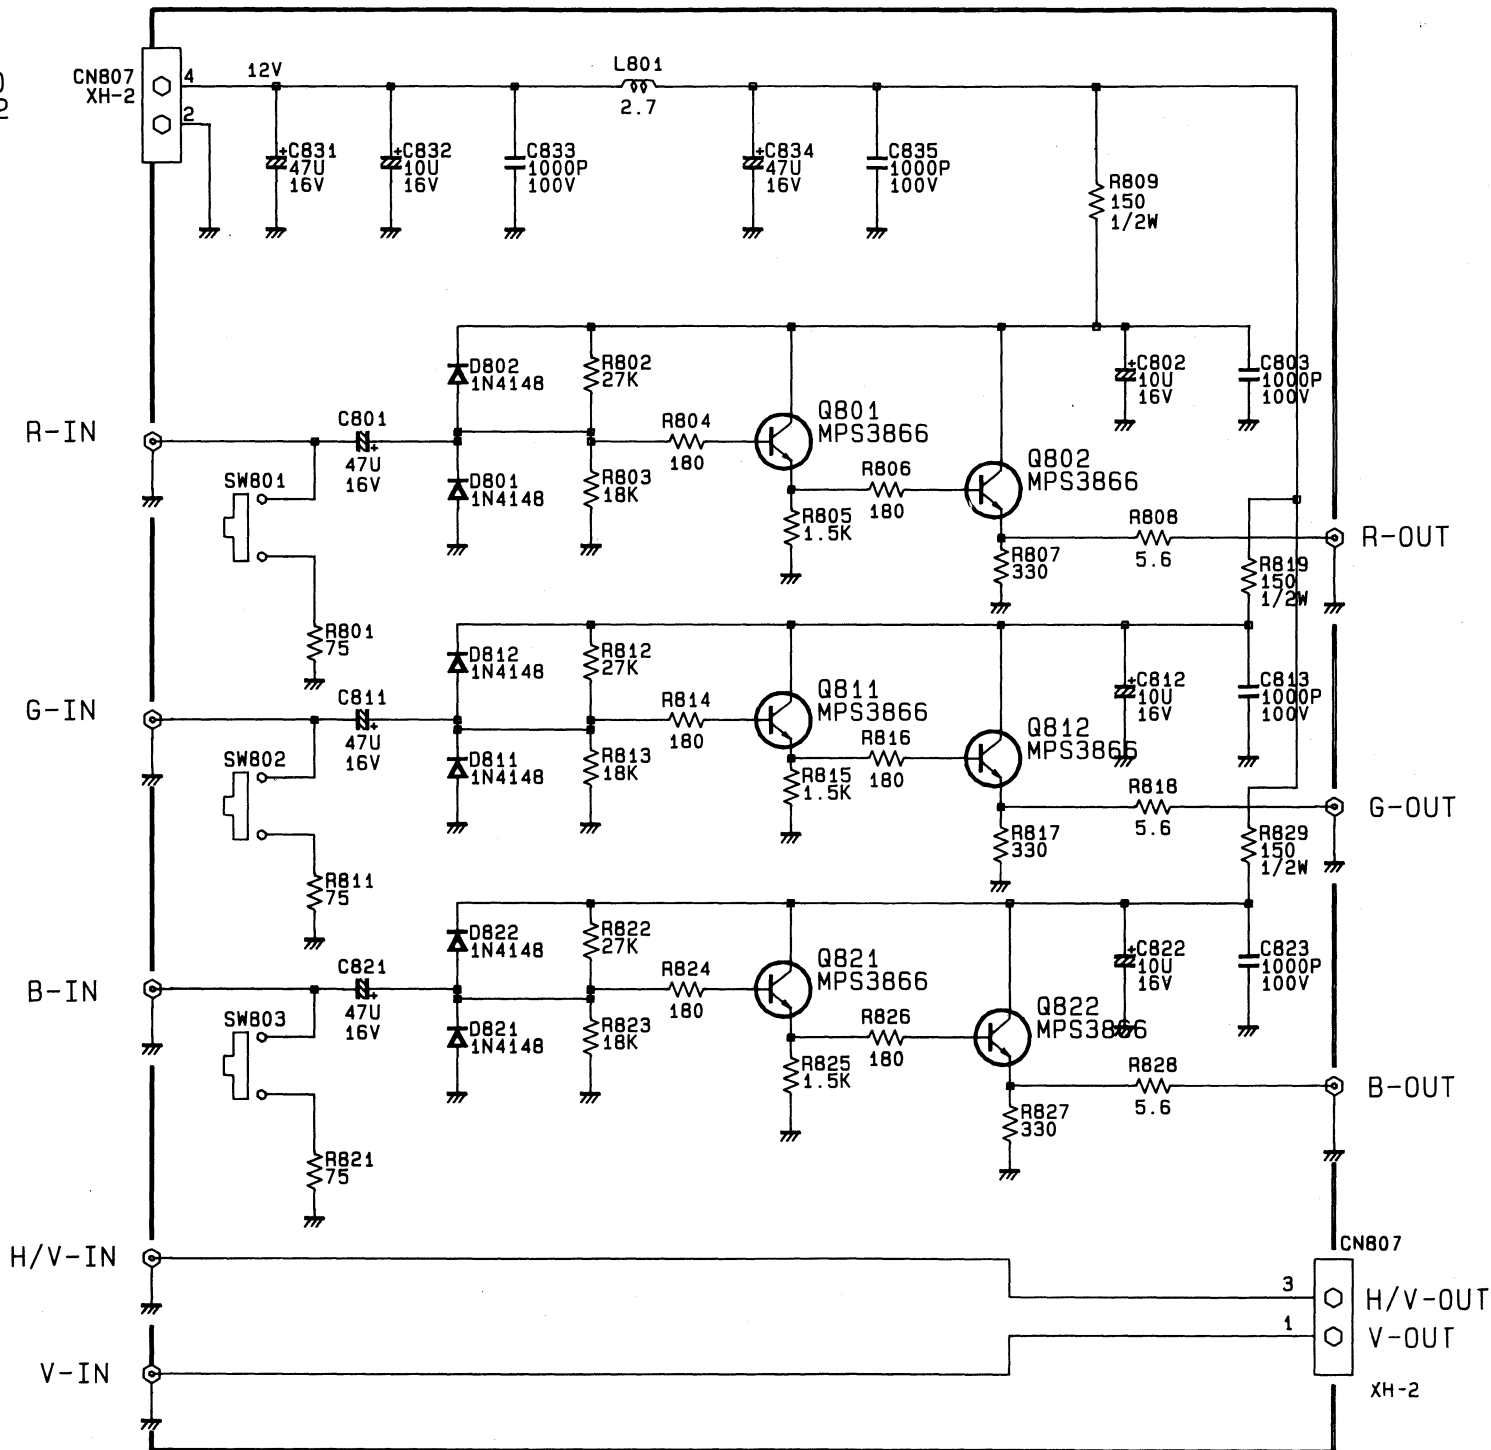 CN807
XH-2
4
2
12V
L801
2.7
C831
47U
16V
C832
10U
16V
C833
1000P
100V
C834
47U
16V
C835
1000P
100V
R809
150
1/2W
D802
1N4148
R802
27K
C802
10U
16V
C803
1000P
100V
R-IN
C801
47U
16V
R804
180
Q801
MPS3866
SW801
D801
1N4148
R803
18K
R805
1.5K
R806
180
Q802
MPS3866
R807
330
R808
5.6
R-OUT
R819
150
1/2W
R801
75
D812
1N4148
R812
27K
C812
10U
16V
C813
1000P
100V
G-IN
C811
47U
16V
R814
180
Q811
MPS3866
SW802
D811
1N4148
R813
18K
R815
1.5K
R816
180
Q812
MPS3866
R817
330
R818
5.6
G-OUT
R829
150
1/2W
R811
75
D822
1N4148
R822
27K
C822
10U
16V
C823
1000P
100V
B-IN
C821
47U
16V
R824
180
Q821
MPS3866
SW803
D821
1N4148
R823
18K
R825
1.5K
R826
180
Q822
MPS3866
R827
330
R828
5.6
B-OUT
R821
75
H/V-IN
CN807
3
H/V-OUT
1
V-OUT
V-IN
XH-2